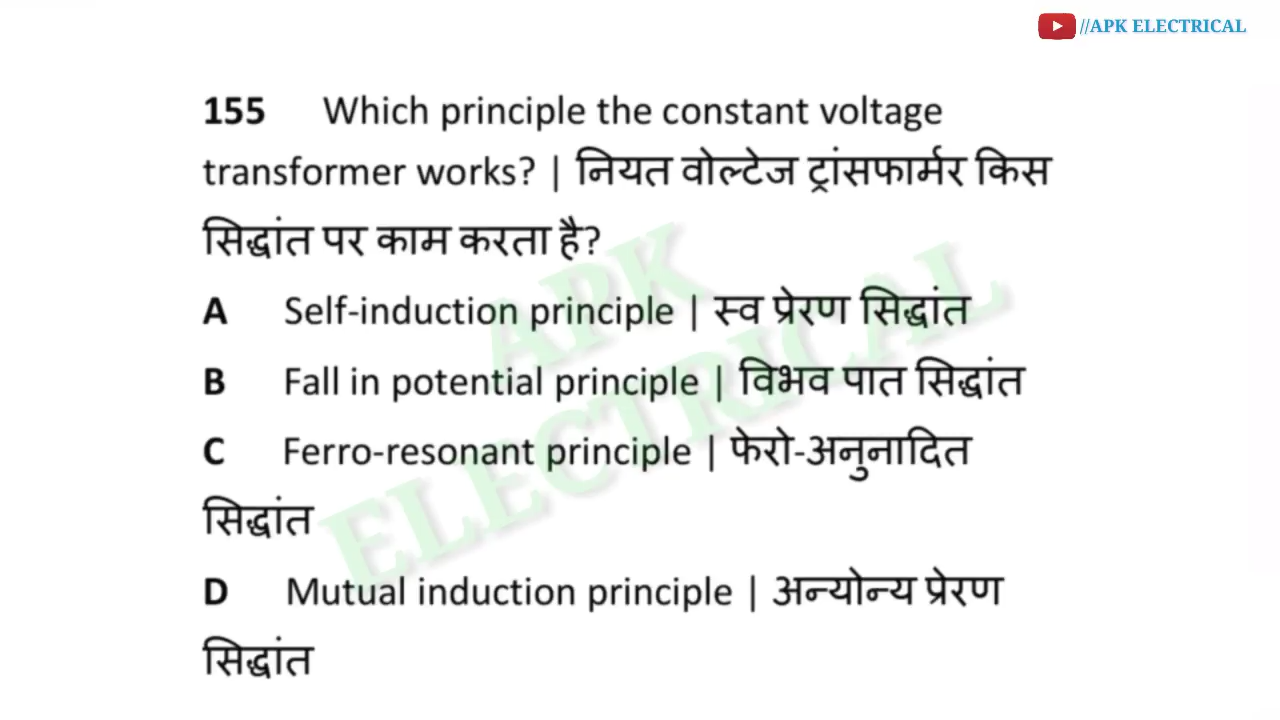 //APK ELECTRICAL
155 Which principle the constant voltage
transformer works? | नियत वोल्टेज ट्रांसफार्मर किस
सिद्धांत पर काम करता है?
A Self-induction principle | स्व प्रेरण सिद्धांत
B Fall in potential principle | विभव पात सिद्धांत
C Ferro-resonant principle | फेरो-अनुनादित
सिद्धांत
D Mutual induction principle | अन्योन्य प्रेरण
सिद्धांत
APK
ELECTRICAL